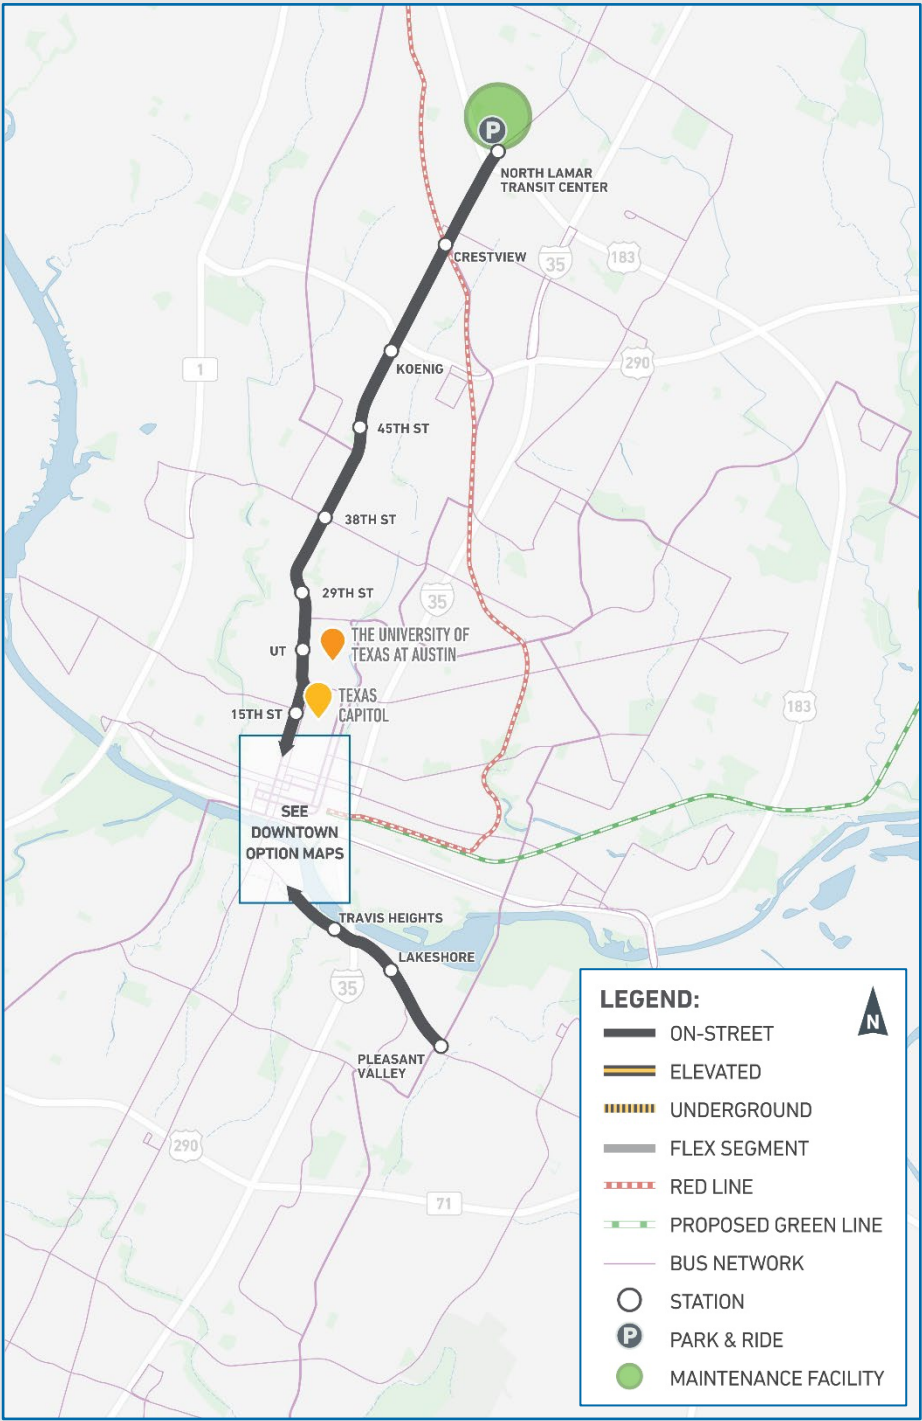 P
NORTH LAMAR
TRANSIT CENTER
CRESTVIEW
35
183
290
1
KOENIG
45TH ST
38TH ST
29TH ST
35
THE UNIVERSITY OF
TEXAS AT AUSTIN
UT
TEXAS
CAPITOL
15TH ST
183
SEE
DOWNTOWN
OPTION MAPS
TRAVIS HEIGHTS
LAKESHORE
35
PLEASANT
VALLEY
290
71
LEGEND:
N
ON-STREET
ELEVATED
UNDERGROUND
FLEX SEGMENT
RED LINE
PROPOSED GREEN LINE
BUS NETWORK
STATION
P PARK & RIDE
MAINTENANCE FACILITY